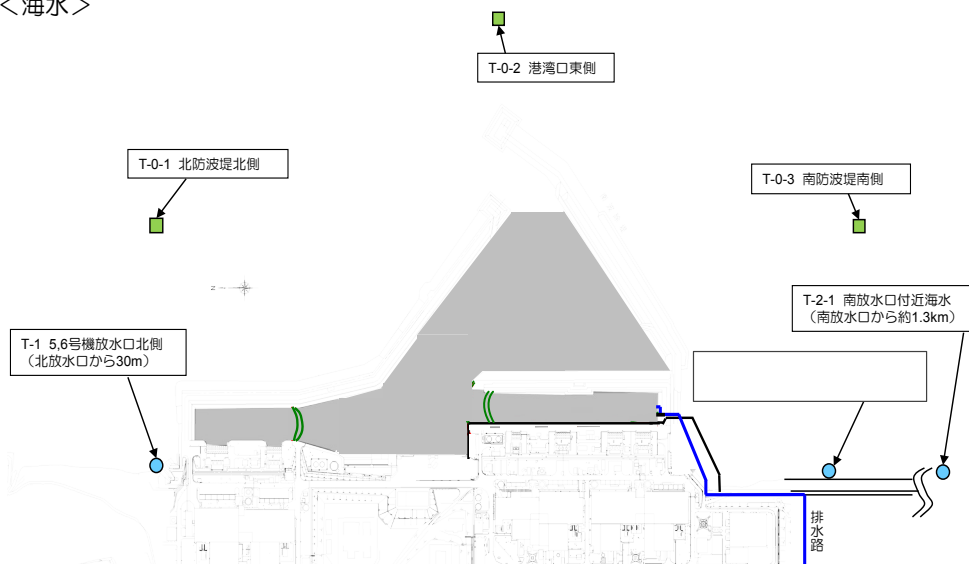 <海水>
T-0-2 港湾口東側
T-0-1 北防波堤北側
T-0-3 南防波堤南側
T-2-1 南放水口付近海水
(南放水口から約1.3km)
T-1 5,6号機放水口北側
(北放水口から30m)
排水路